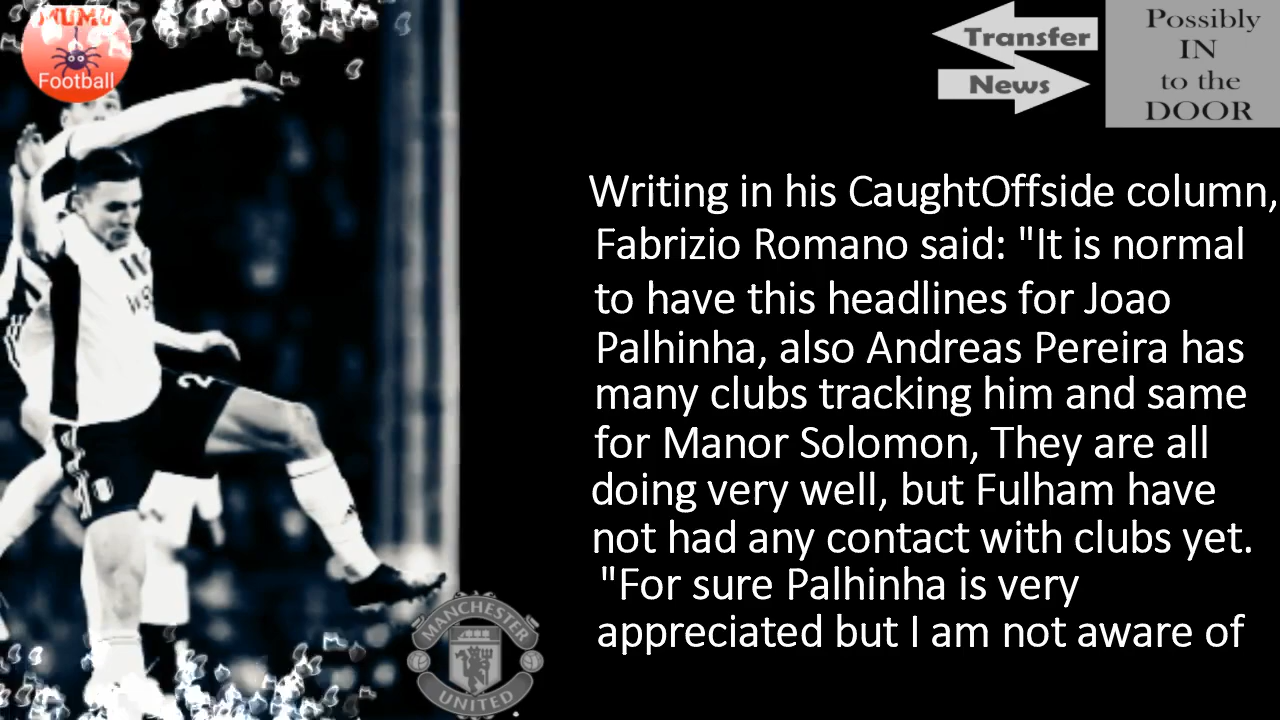 MUMU
Football
Transfer
News
Possibly
IN
to the
DOOR
Writing in his CaughtOffside column,
Fabrizio Romano said: "It is normal
to have this headlines for Joao
Palhinha, also Andreas Pereira has
many clubs tracking him and same
for Manor Solomon, They are all
doing very well, but Fulham have
not had any contact with clubs yet.
"For sure Palhinha is very
appreciated but I am not aware of
2
MANCHESTER
UNITED